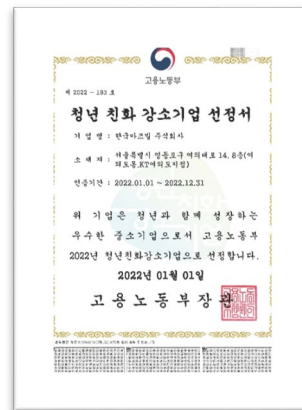 고용노동부
제 2022 - 193 호
청년 친화 강소기업 선정서
기 업 명 : 한국마크빌 주식회사
소 재 지 : 서울특별시 영등포구 여의대로 14, 8층(여
의도동,KT여의도빌딩)
인증기간 : 2022.01.01 ~ 2022.12.31
위 기업은 청년과 함께 성장하는
우수한 중소기업으로서 고용노동부
2022년 청년친화강소기업으로 선정합니다.
2022년 01월 01일
고용노동부장관